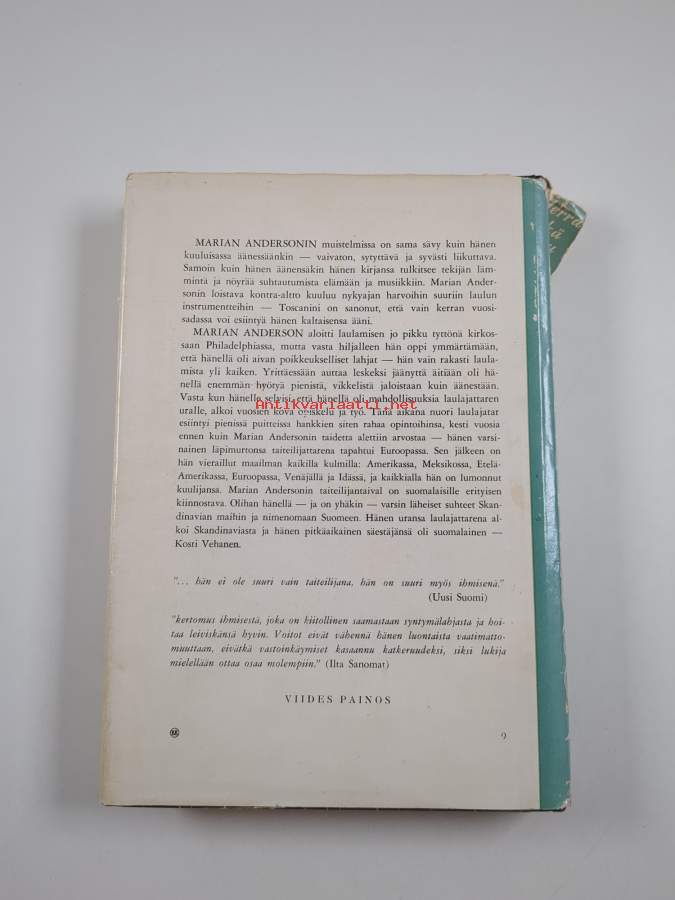 MARIAN ANDERSONIN muistelmissa on sama sävy kuin hänen
kuuluisassa äänessäänkin — vaivaton, sytyttävä ja syvästi liikuttava.
Samoin kuin hänen äänensäkin hänen kirjansa tulkitsee tekijän läm-
mintä ja nöyrää suhtautumista elämään ja musiikkiin. Marian Ander-
sonin loistava kontra-altto kuuluu nykyajan harvoihin suuriin laulun
instrumentteihin — Toscanini on sanonut, että vain kerran vuosi-
sadassa voi esiintyä hänen kaltaisensa ääni.
MARIAN ANDERSON aloitti laulamisen jo pikku tyttönä kirkos-
saan Philadelphiassa, mutta vasta hiljalleen hän oppi ymmärtämään,
että hänellä oli aivan poikkeukselliset lahjat — hän vain rakasti laula-
mista yli kaiken. Yrittäessään auttaa leskeksi jäänyttä äitiään oli hä-
nellä enemmän hyötyä pienistä, vikkelistä jaloistaan kuin äänestään.
Vasta kun hänelle selvisi, että hänellä oli mahdollisuuksia laulajattaren
uralle, alkoi vuosien kova opiskelu ja työ. Tänä aikana nuori laulajatar
esiintyi pienissä puitteissa hankkien siten rahaa opintoihinsa, kesti vuosia
ennen kuin Marian Andersonin taidetta alettiin arvostaa — hänen varsi-
nainen läpimurtonsa taiteilijattarena tapahtui Euroopassa. Sen jälkeen on
hän vieraillut maailman kaikilla kulmilla: Amerikassa, Meksikossa, Etelä-
Amerikassa, Euroopassa, Venäjällä ja Idässä, ja kaikkialla hän on lumonnut
kuulijansa. Marian Andersonin taiteilijantaival on suomalaisille erityisen
kiinnostava. Olihan hänellä — ja on yhäkin — varsin läheiset suhteet Skan-
dinavian maihin ja nimenomaan Suomeen. Hänen uransa laulajattarena al-
koi Skandinaviasta ja hänen pitkäaikainen säestäjänsä oli suomalainen —
Kosti Vehanen.
"... hän ei ole suuri vain taiteilijana, hän on suuri myös ihmisenä."
(Uusi Suomi)
"kertomus ihmisestä, joka on kiitollinen saamastaan syntymälahjasta ja hoi-
taa leiviskänsä hyvin. Voitot eivät vähennä hänen luontaista vaatimatto-
muuttaan, eivätkä vastoinkäymiset kasaannu katkeruudeksi, siksi lukija
mielellään ottaa osaa molempiin." (Ilta Sanomat)
VIIDES PAINOS
9
Antikvariaatti.net